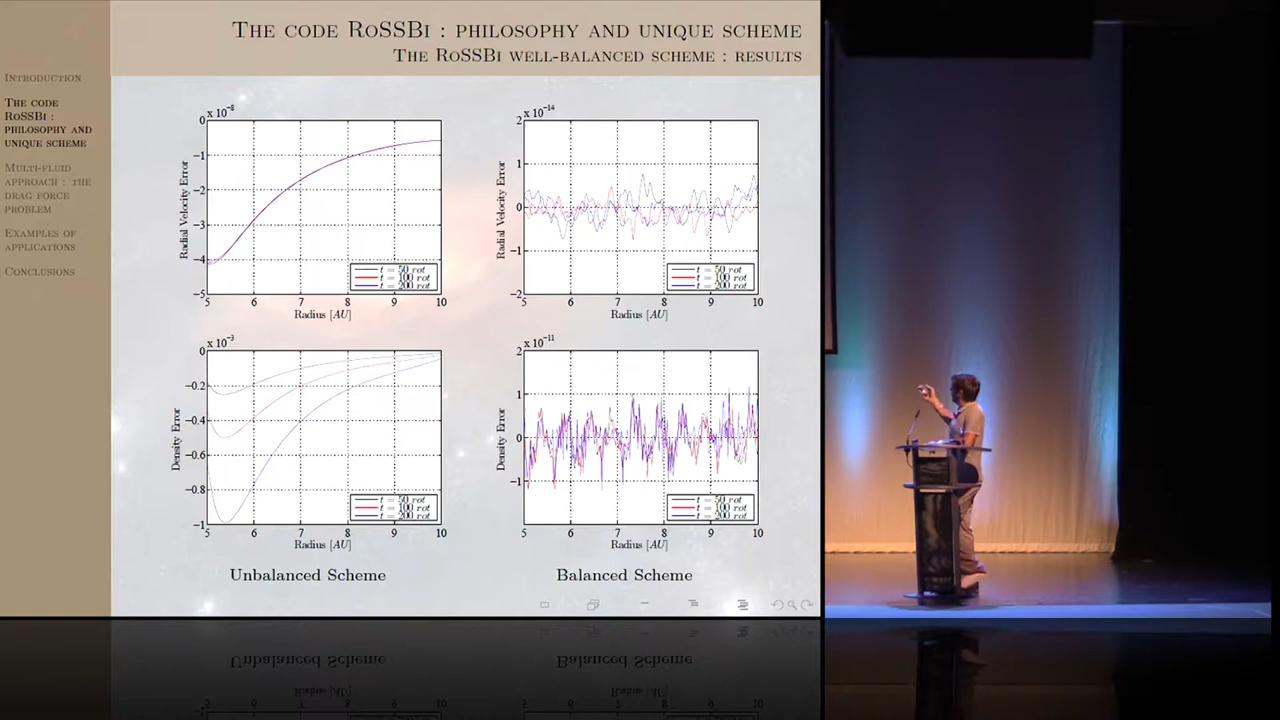 The code RoSSBi : philosophy and unique scheme
The RoSSBi well-balanced scheme : results
Introduction
The code
RoSSBi :
philosophy and
unique scheme
Multi-fluid
approach : the
drag force
problem
Examples of
applications
Conclusions
x 10⁻⁸
0
−1
−2
−3
−4
−5
5 6 7 8 9 10
Radial Velocity Error
Radius [AU]
t = 50 rot
t = 100 rot
t = 200 rot
x 10⁻¹⁴
2
1
0
−1
−2
5 6 7 8 9 10
Radial Velocity Error
Radius [AU]
t = 50 rot
t = 100 rot
t = 200 rot
x 10⁻³
0
−0.2
−0.4
−0.6
−0.8
−1
5 6 7 8 9 10
Density Error
Radius [AU]
t = 50 rot
t = 100 rot
t = 200 rot
x 10⁻¹¹
2
1
0
−1
5 6 7 8 9 10
Density Error
Radius [AU]
t = 50 rot
t = 100 rot
t = 200 rot
Unbalanced Scheme
Balanced Scheme